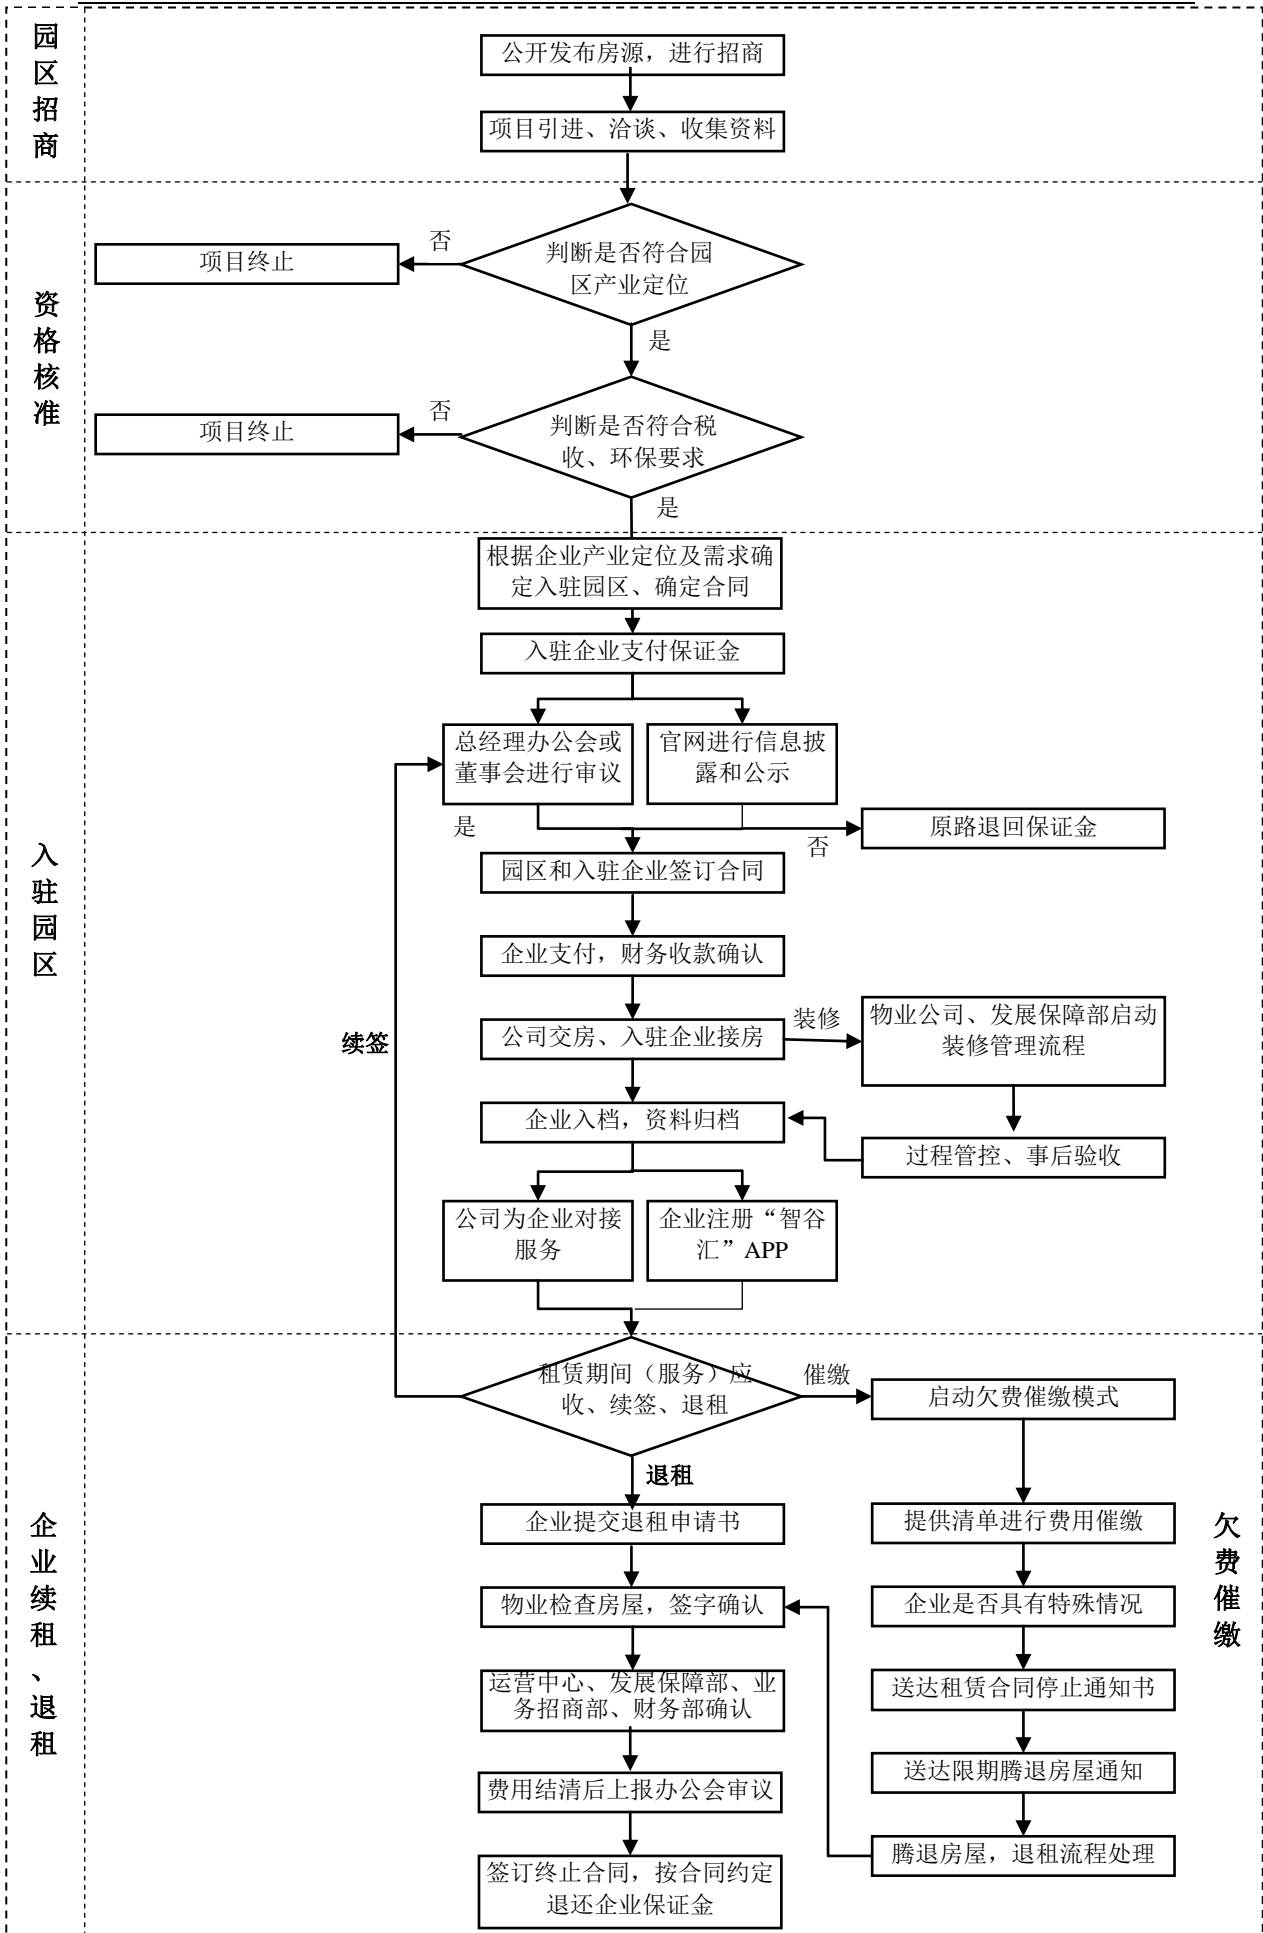 园区招商
公开发布房源，进行招商
项目引进、洽谈、收集资料
资格核准
判断是否符合园
区产业定位
否
项目终止
是
判断是否符合税
收、环保要求
否
项目终止
是
入驻园区
根据企业产业定位及需求确
定入驻园区、确定合同
入驻企业支付保证金
总经理办公会或
董事会进行审议
官网进行信息披
露和公示
是
否
原路退回保证金
园区和入驻企业签订合同
企业支付，财务收款确认
公司交房、入驻企业接房
装修
物业公司、发展保障部启动
装修管理流程
续签
企业入档，资料归档
过程管控、事后验收
公司为企业对接
服务
企业注册“智谷
汇”APP
企业续租、退租
租赁期间（服务）应
收、续签、退租
催缴
启动欠费催缴模式
退租
欠费催缴
企业提交退租申请书
提供清单进行费用催缴
物业检查房屋，签字确认
企业是否具有特殊情况
运营中心、发展保障部、业
务招商部、财务部确认
送达租赁合同停止通知书
费用结清后上报办公会审议
送达限期腾退房屋通知
签订终止合同，按合同约定
退还企业保证金
腾退房屋，退租流程处理